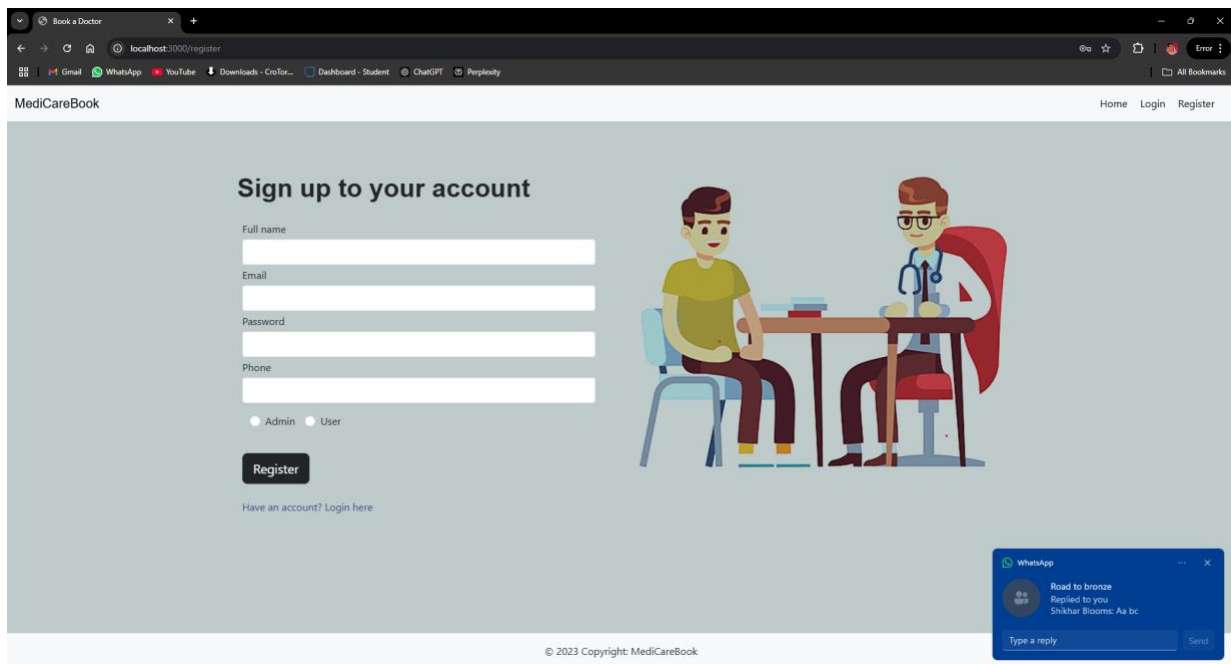 Book a Doctor
localhost:3000/register
Error
Gmail WhatsApp YouTube Downloads - CroTor... Dashboard - Student ChatGPT Perplexity
All Bookmarks
MediCareBook
Home Login Register
Sign up to your account
Full name
Email
Password
Phone
Admin User
Register
Have an account? Login here
WhatsApp
Road to bronze
Replied to you
Shikhar Blooms: Aa bc
Type a reply
Send
© 2023 Copyright: MediCareBook